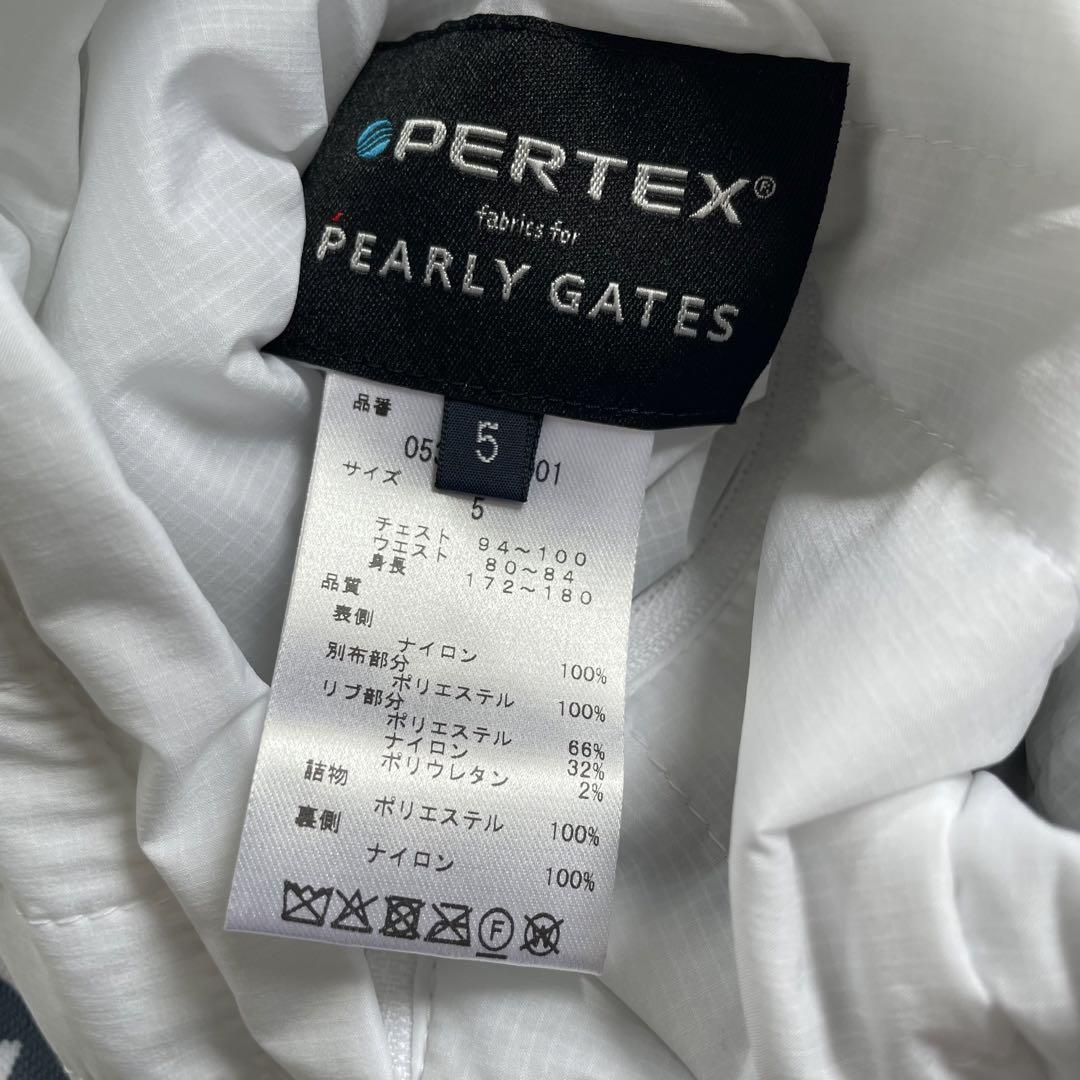 PERTEX®
fabrics for
PEARLY GATES
5
品番
053 01
サイズ
5
チェスト 94～100
ウエスト 80～84
身長 172～180
品質
表側
ナイロン 100%
別布部分
ポリエステル 100%
リブ部分
ポリエステル 66%
ナイロン 32%
ポリウレタン 2%
詰物
ポリエステル 100%
裏側
ナイロン 100%
F
W